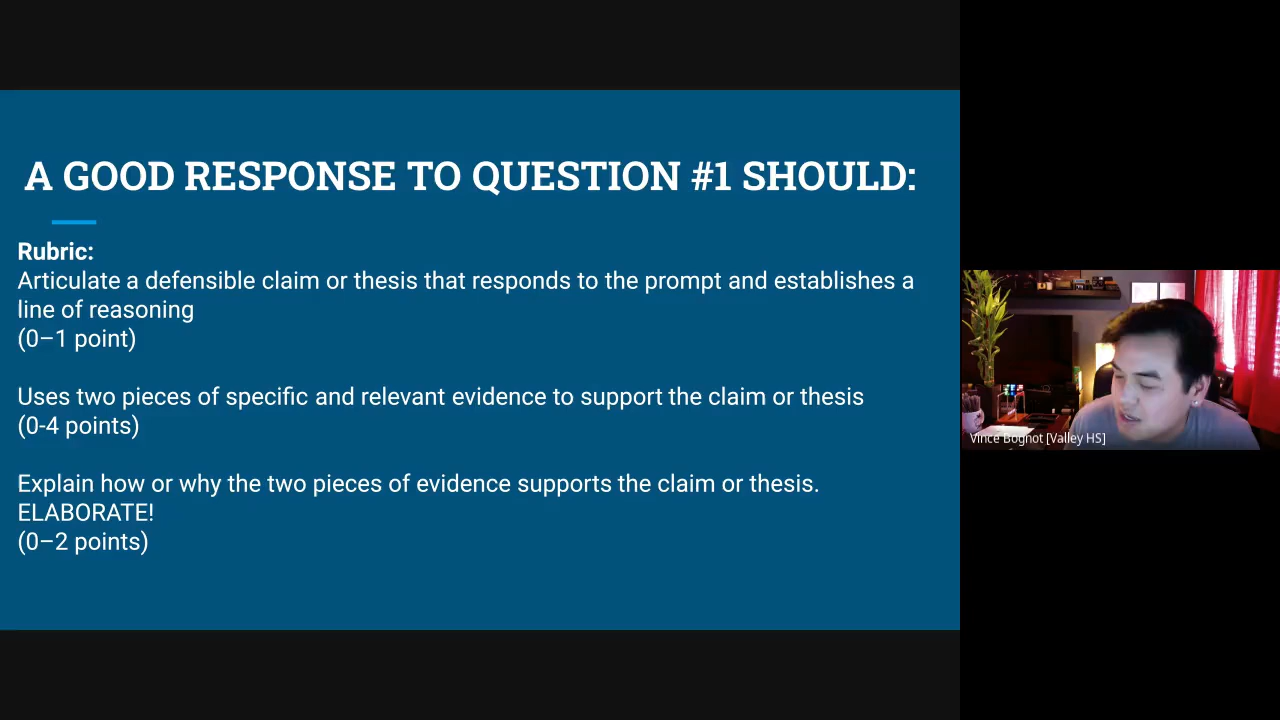 A GOOD RESPONSE TO QUESTION #1 SHOULD:
Rubric:
Articulate a defensible claim or thesis that responds to the prompt and establishes a
line of reasoning
(0–1 point)
Uses two pieces of specific and relevant evidence to support the claim or thesis
(0-4 points)
Explain how or why the two pieces of evidence supports the claim or thesis.
ELABORATE!
(0–2 points)
Vince Bognot [Valley HS]